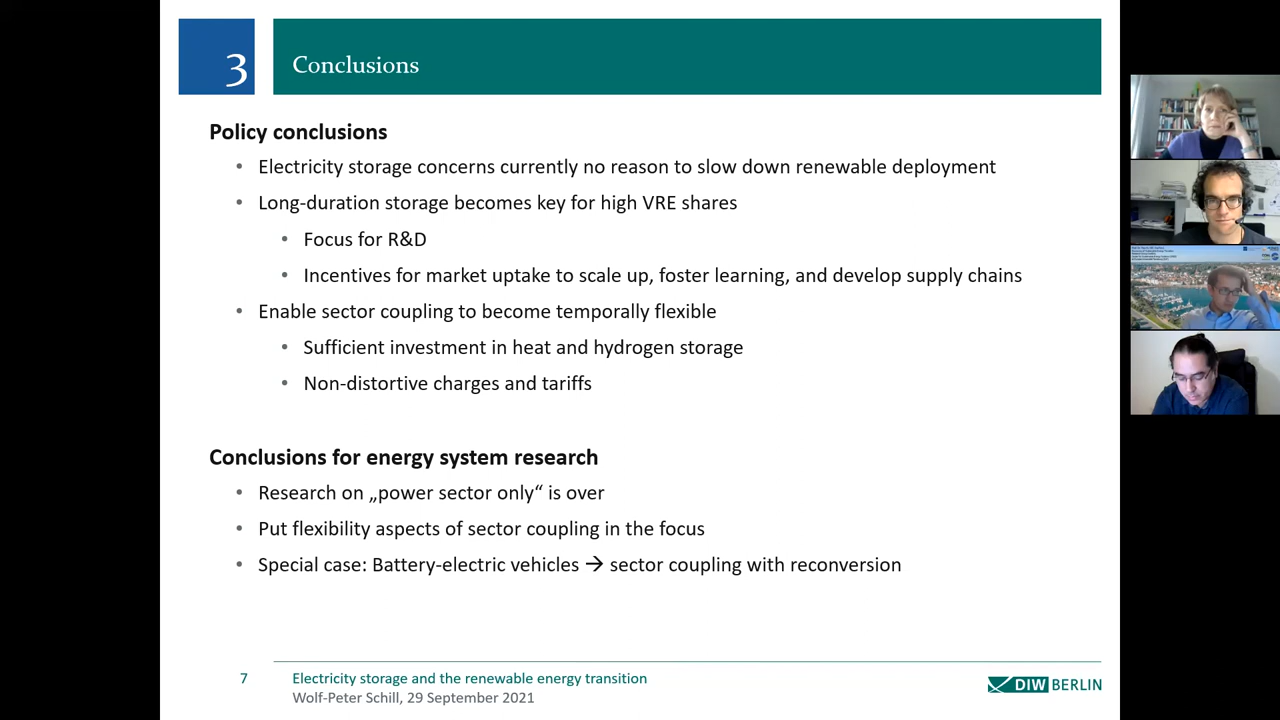 3
Conclusions
Policy conclusions
• Electricity storage concerns currently no reason to slow down renewable deployment
• Long-duration storage becomes key for high VRE shares
• Focus for R&D
• Incentives for market uptake to scale up, foster learning, and develop supply chains
• Enable sector coupling to become temporally flexible
• Sufficient investment in heat and hydrogen storage
• Non-distortive charges and tariffs
Conclusions for energy system research
• Research on „power sector only“ is over
• Put flexibility aspects of sector coupling in the focus
• Special case: Battery-electric vehicles → sector coupling with reconversion
7
Electricity storage and the renewable energy transition
Wolf-Peter Schill, 29 September 2021
DIW BERLIN